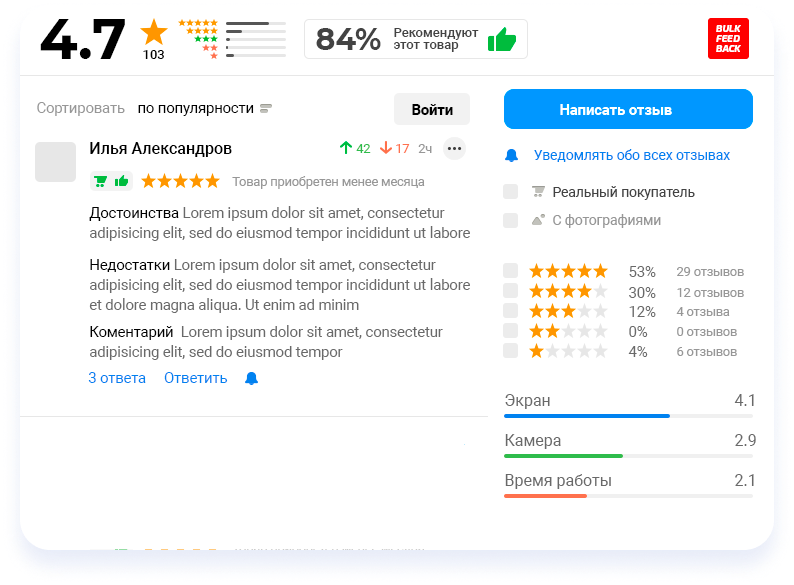 4.7
103
84%
Рекомендуют
этот товар
BULK
FEED
BACK
Сортировать по популярности
Войти
Илья Александров
42 17 2ч
Товар приобретен менее месяца
Достоинства Lorem ipsum dolor sit amet, consectetur
adipisicing elit, sed do eiusmod tempor incididunt ut labore
Недостатки Lorem ipsum dolor sit amet, consectetur
adipisicing elit, sed do eiusmod tempor incididunt ut labore
et dolore magna aliqua. Ut enim ad minim
Коментарий Lorem ipsum dolor sit amet, consectetur
adipisicing elit, sed do eiusmod tempor
3 ответа Ответить
Написать отзыв
Уведомлять обо всех отзывах
Реальный покупатель
С фотографиями
53% 29 отзывов
30% 12 отзывов
12% 4 отзыва
0% 0 отзывов
4% 6 отзывов
Экран 4.1
Камера 2.9
Время работы 2.1